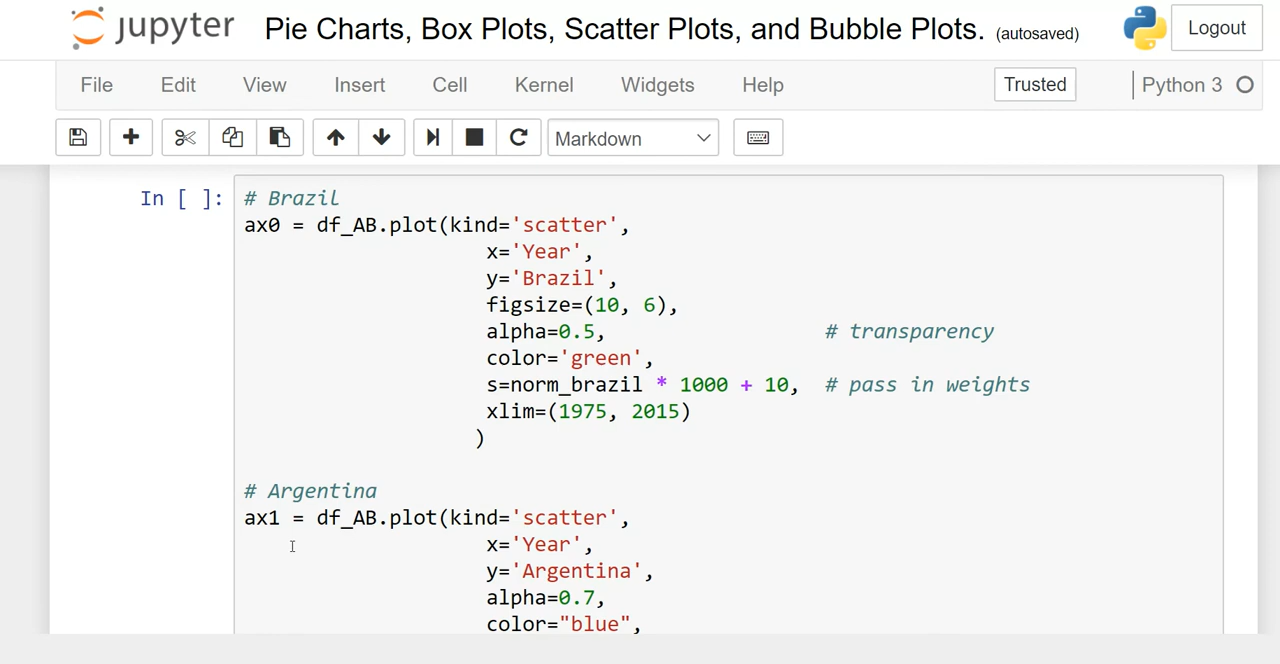 jupyter Pie Charts, Box Plots, Scatter Plots, and Bubble Plots. (autosaved) Logout
File Edit View Insert Cell Kernel Widgets Help Trusted Python 3
Markdown
In [ ]: # Brazil
ax0 = df_AB.plot(kind='scatter',
x='Year',
y='Brazil',
figsize=(10, 6),
alpha=0.5, # transparency
color='green',
s=norm_brazil * 1000 + 10, # pass in weights
xlim=(1975, 2015)
)
# Argentina
ax1 = df_AB.plot(kind='scatter',
x='Year',
y='Argentina',
alpha=0.7,
color="blue",